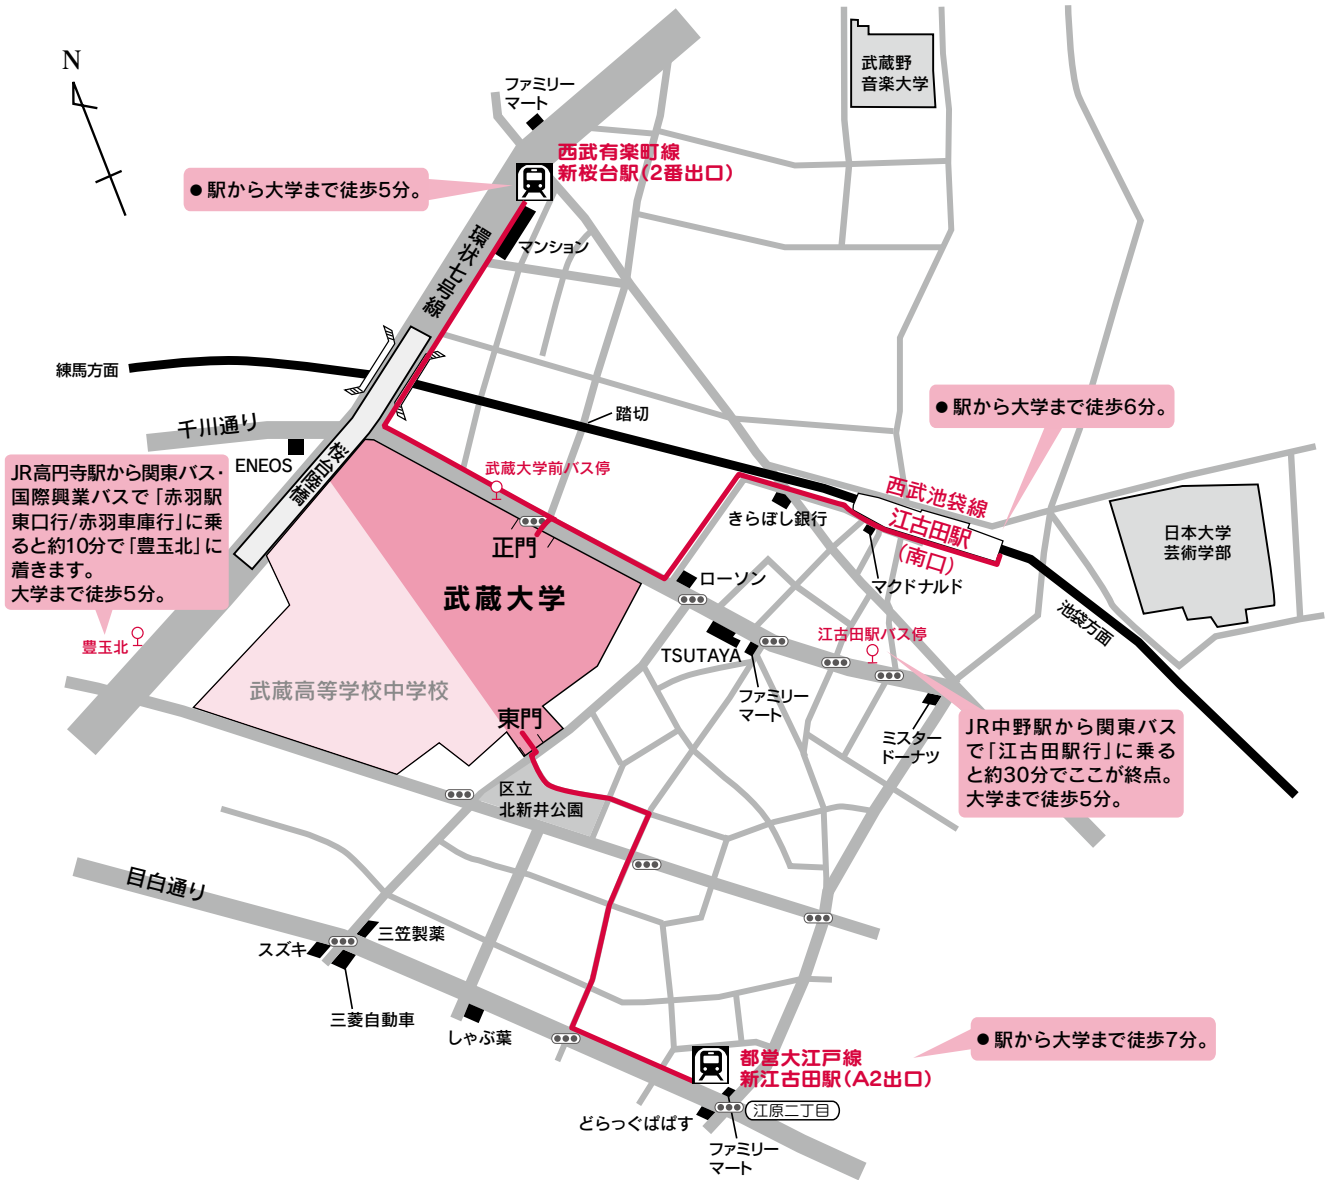 N
武蔵野
音楽大学
ファミリー
マート
西武有楽町線
新桜台駅(2番出口)
●駅から大学まで徒歩5分。
マンション
環状七号線
練馬方面
踏切
●駅から大学まで徒歩6分。
千川通り
ENEOS
桜台陸橋
武蔵大学前バス停
西武池袋線
江古田駅
(南口)
きらぼし銀行
JR高円寺駅から関東バス・
国際興業バスで「赤羽駅
東口行/赤羽車庫行」に乗
ると約10分で「豊玉北」に
着きます。
大学まで徒歩5分。
日本大学
芸術学部
正門
武蔵大学
ローソン
マクドナルド
池袋方面
豊玉北
TSUTAYA
江古田駅バス停
武蔵高等学校中学校
ファミリー
マート
東門
ミスター
ドーナツ
JR中野駅から関東バス
で「江古田駅行」に乗る
と約30分でここが終点。
大学まで徒歩5分。
区立
北新井公園
目白通り
三笠製薬
スズキ
三菱自動車
しゃぶ葉
都営大江戸線
新江古田駅(A2出口)
●駅から大学まで徒歩7分。
どらっぐぱぱす
江原二丁目
ファミリー
マート